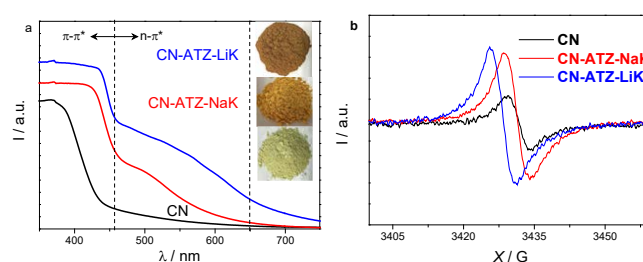 a
π-π*
n-π*
CN-ATZ-LiK
CN-ATZ-NaK
CN
I / a.u.
400 500 600 700
λ / nm
b
CN
CN-ATZ-NaK
CN-ATZ-LiK
I / a.u.
3405 3420 3435 3450
X / G